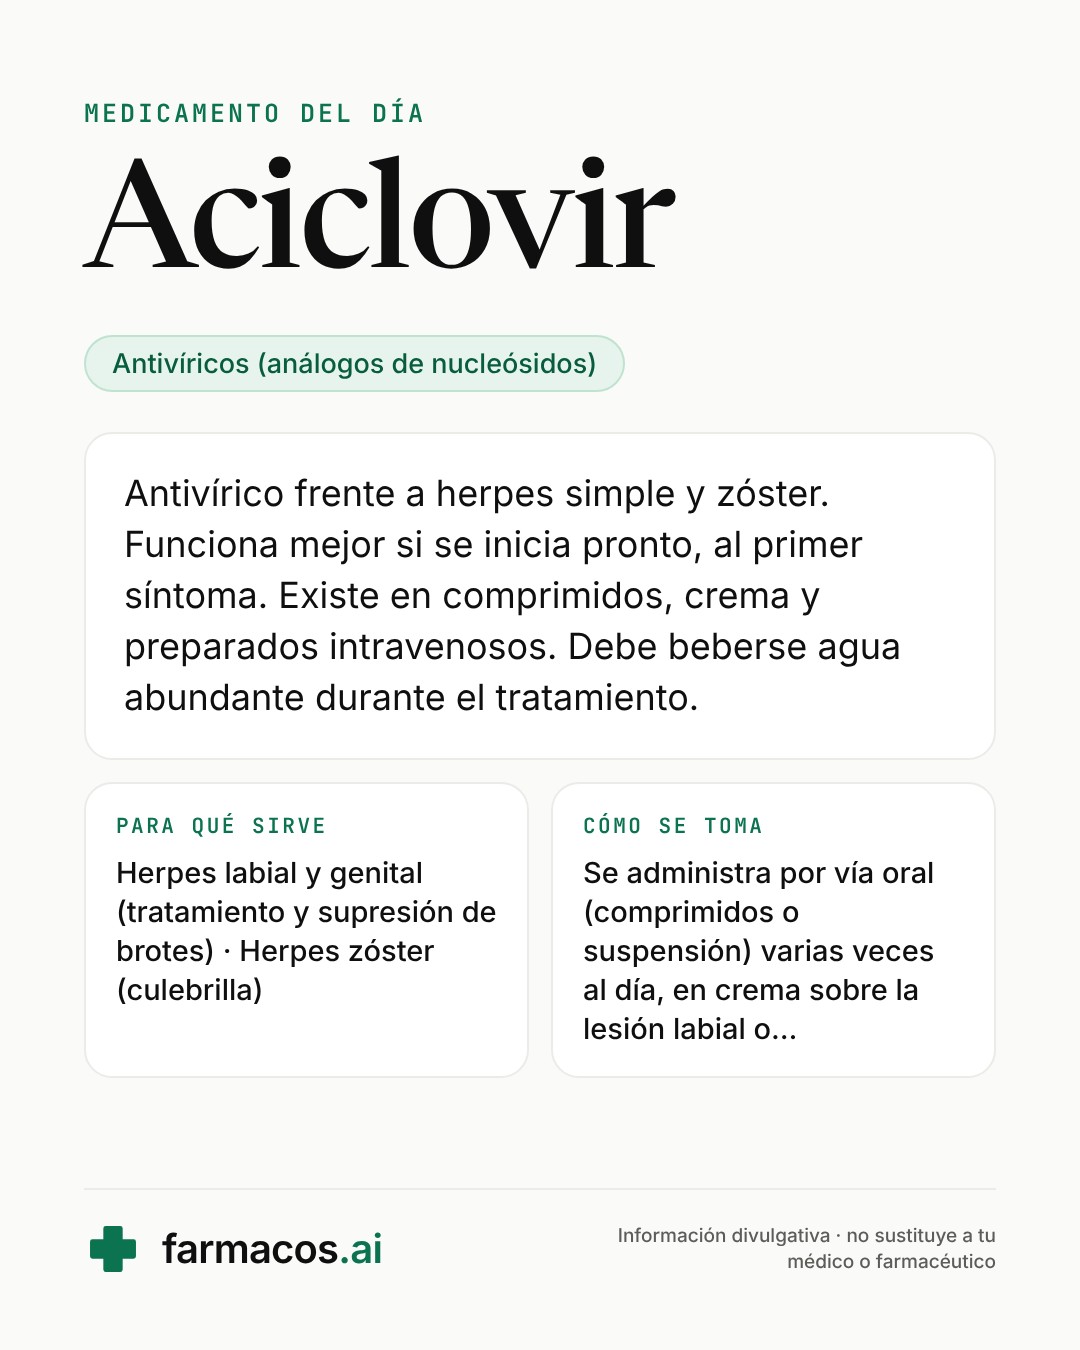 MEDICAMENTO DEL DÍA
Aciclovir
Antivíricos (análogos de nucleósidos)
Antivírico frente a herpes simple y zóster.
Funciona mejor si se inicia pronto, al primer
síntoma. Existe en comprimidos, crema y
preparados intravenosos. Debe beberse agua
abundante durante el tratamiento.
PARA QUÉ SIRVE
Herpes labial y genital
(tratamiento y supresión de
brotes) · Herpes zóster
(culebrilla)
CÓMO SE TOMA
Se administra por vía oral
(comprimidos o
suspensión) varias veces
al día, en crema sobre la
lesión labial o…
farmacos.ai
Información divulgativa · no sustituye a tu
médico o farmacéutico